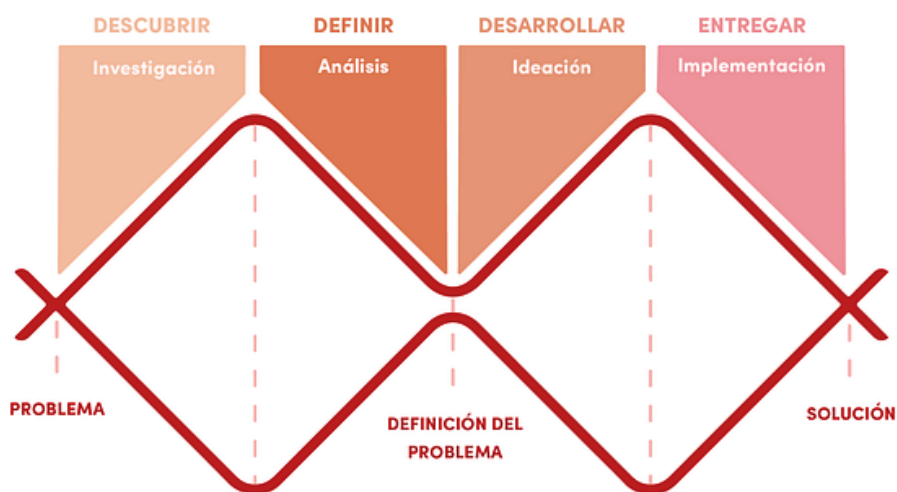 DESCUBRIR
DEFINIR
DESARROLLAR
ENTREGAR
Investigación
Análisis
Ideación
Implementación
PROBLEMA
DEFINICIÓN DEL
PROBLEMA
SOLUCIÓN